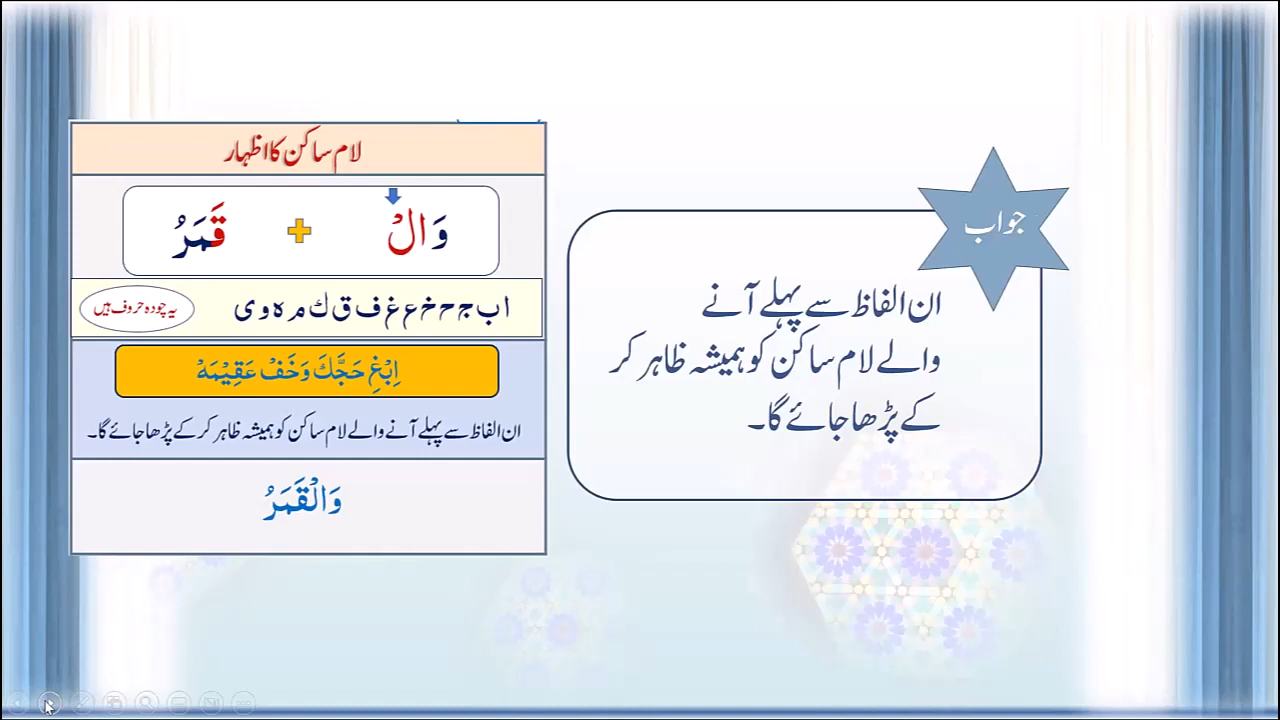 جواب
ان الفاظ سے پہلے آنے
والے لام ساکن کو ہمیشہ ظاہر کر
کے پڑھا جائے گا۔
لام ساکن کا اظہار
وَالْ + قَمَرُ
ا ب ج ح خ ع غ ف ق ك م ہ و ی
یہ چودہ حروف ہیں
اِبْغِ حَجَّكَ وَخَفْ عَقِيْمَهْ
ان الفاظ سے پہلے آنے والے لام ساکن کو ہمیشہ ظاہر کر کے پڑھا جائے گا۔
وَالْقَمَرُ